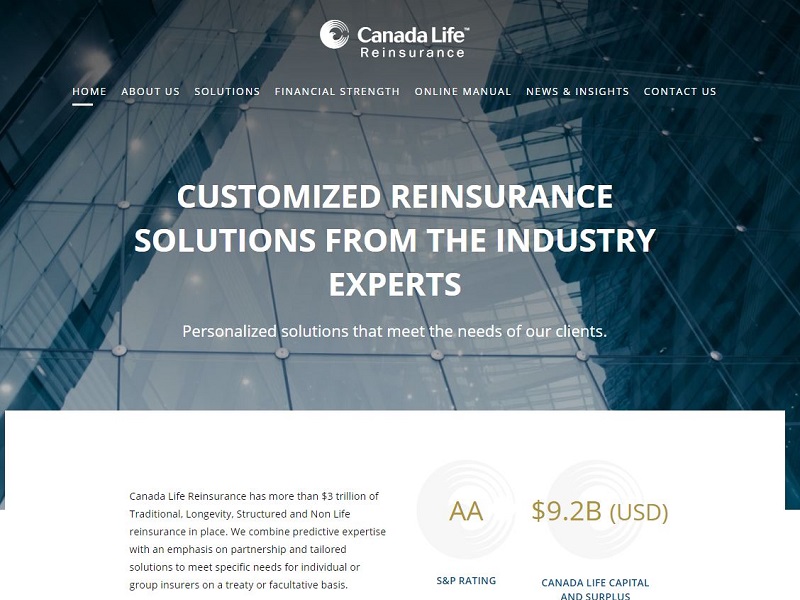 Canada Life™
Reinsurance
HOME ABOUT US SOLUTIONS FINANCIAL STRENGTH ONLINE MANUAL NEWS & INSIGHTS CONTACT US
CUSTOMIZED REINSURANCE
SOLUTIONS FROM THE INDUSTRY
EXPERTS
Personalized solutions that meet the needs of our clients.
Canada Life Reinsurance has more than $3 trillion of
Traditional, Longevity, Structured and Non Life
reinsurance in place. We combine predictive expertise
with an emphasis on partnership and tailored
solutions to meet specific needs for individual or
group insurers on a treaty or facultative basis.
AA
S&P RATING
$9.2B (USD)
CANADA LIFE CAPITAL
AND SURPLUS